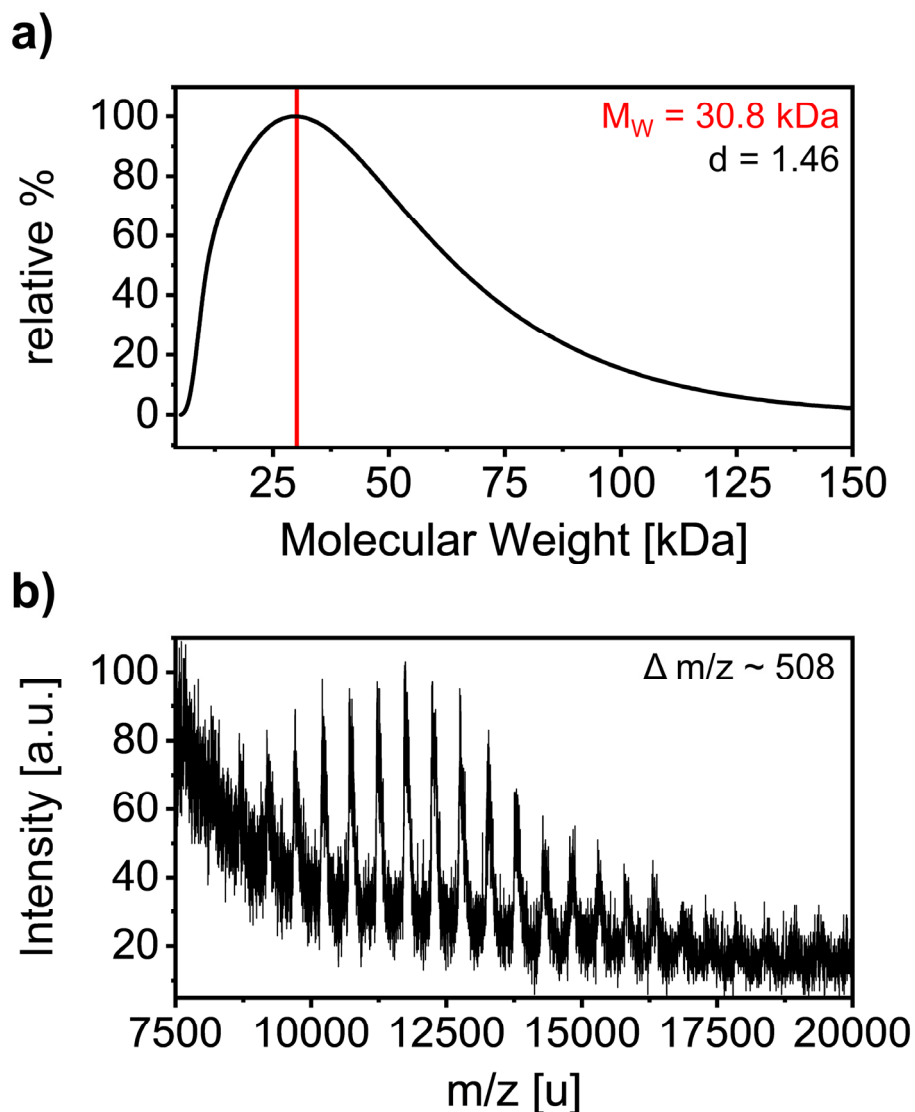 a)
relative %
100
80
60
40
20
0
M_W = 30.8 kDa
d = 1.46
25 50 75 100 125 150
Molecular Weight [kDa]
b)
Intensity [a.u.]
100
80
60
40
20
Δ m/z ~ 508
7500 10000 12500 15000 17500 20000
m/z [u]